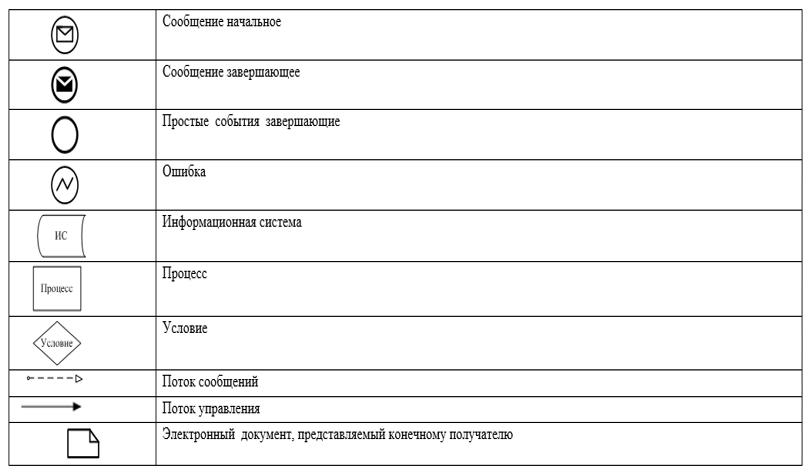 Сообщение начальное
Сообщение завершающее
Простые события завершающие
Ошибка
ИС
Информационная система
Процесс
Процесс
Условие
Условие
Поток сообщений
Поток управления
Электронный документ, представляемый конечному получателю